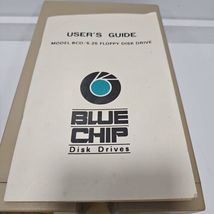 USER'S GUIDE
MODEL BCD/5.25 FLOPPY DISK DRIVE
BLUE
CHIP
Disk Drives